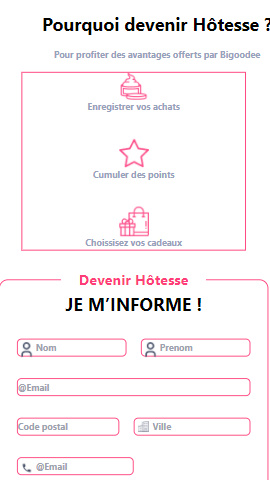 Pourquoi devenir Hôtesse ?
Pour profiter des avantages offerts par Bigoodee
Enregistrer vos achats
Cumuler des points
Choissisez vos cadeaux
Devenir Hôtesse
JE M'INFORME !
Nom
Prenom
@Email
Code postal
Ville
@Email